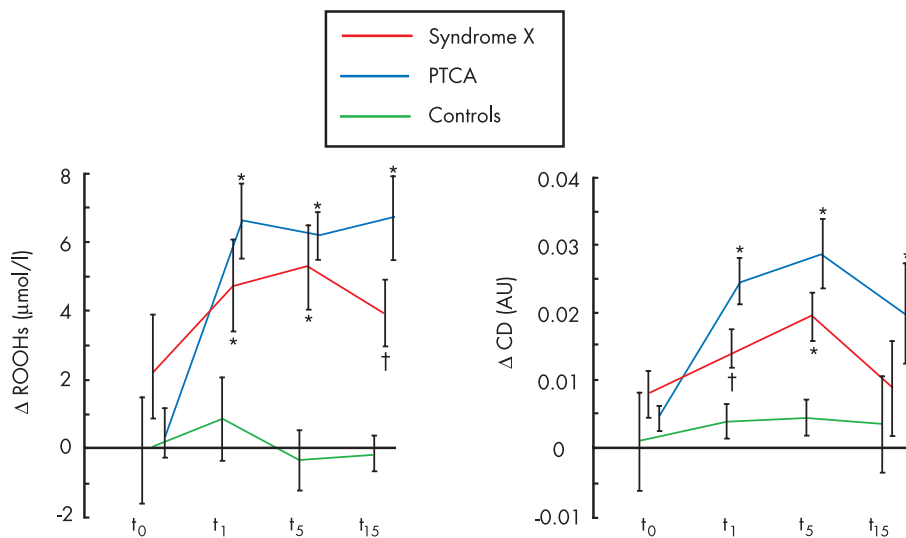 Syndrome X
PTCA
Controls
Δ ROOHs (µmol/l)
8
6
4
2
0
-2
* * *
* * †
t0 t1 t5 t15
Δ CD (AU)
0.04
0.03
0.02
0.01
0
-0.01
* * *
† *
t0 t1 t5 t15